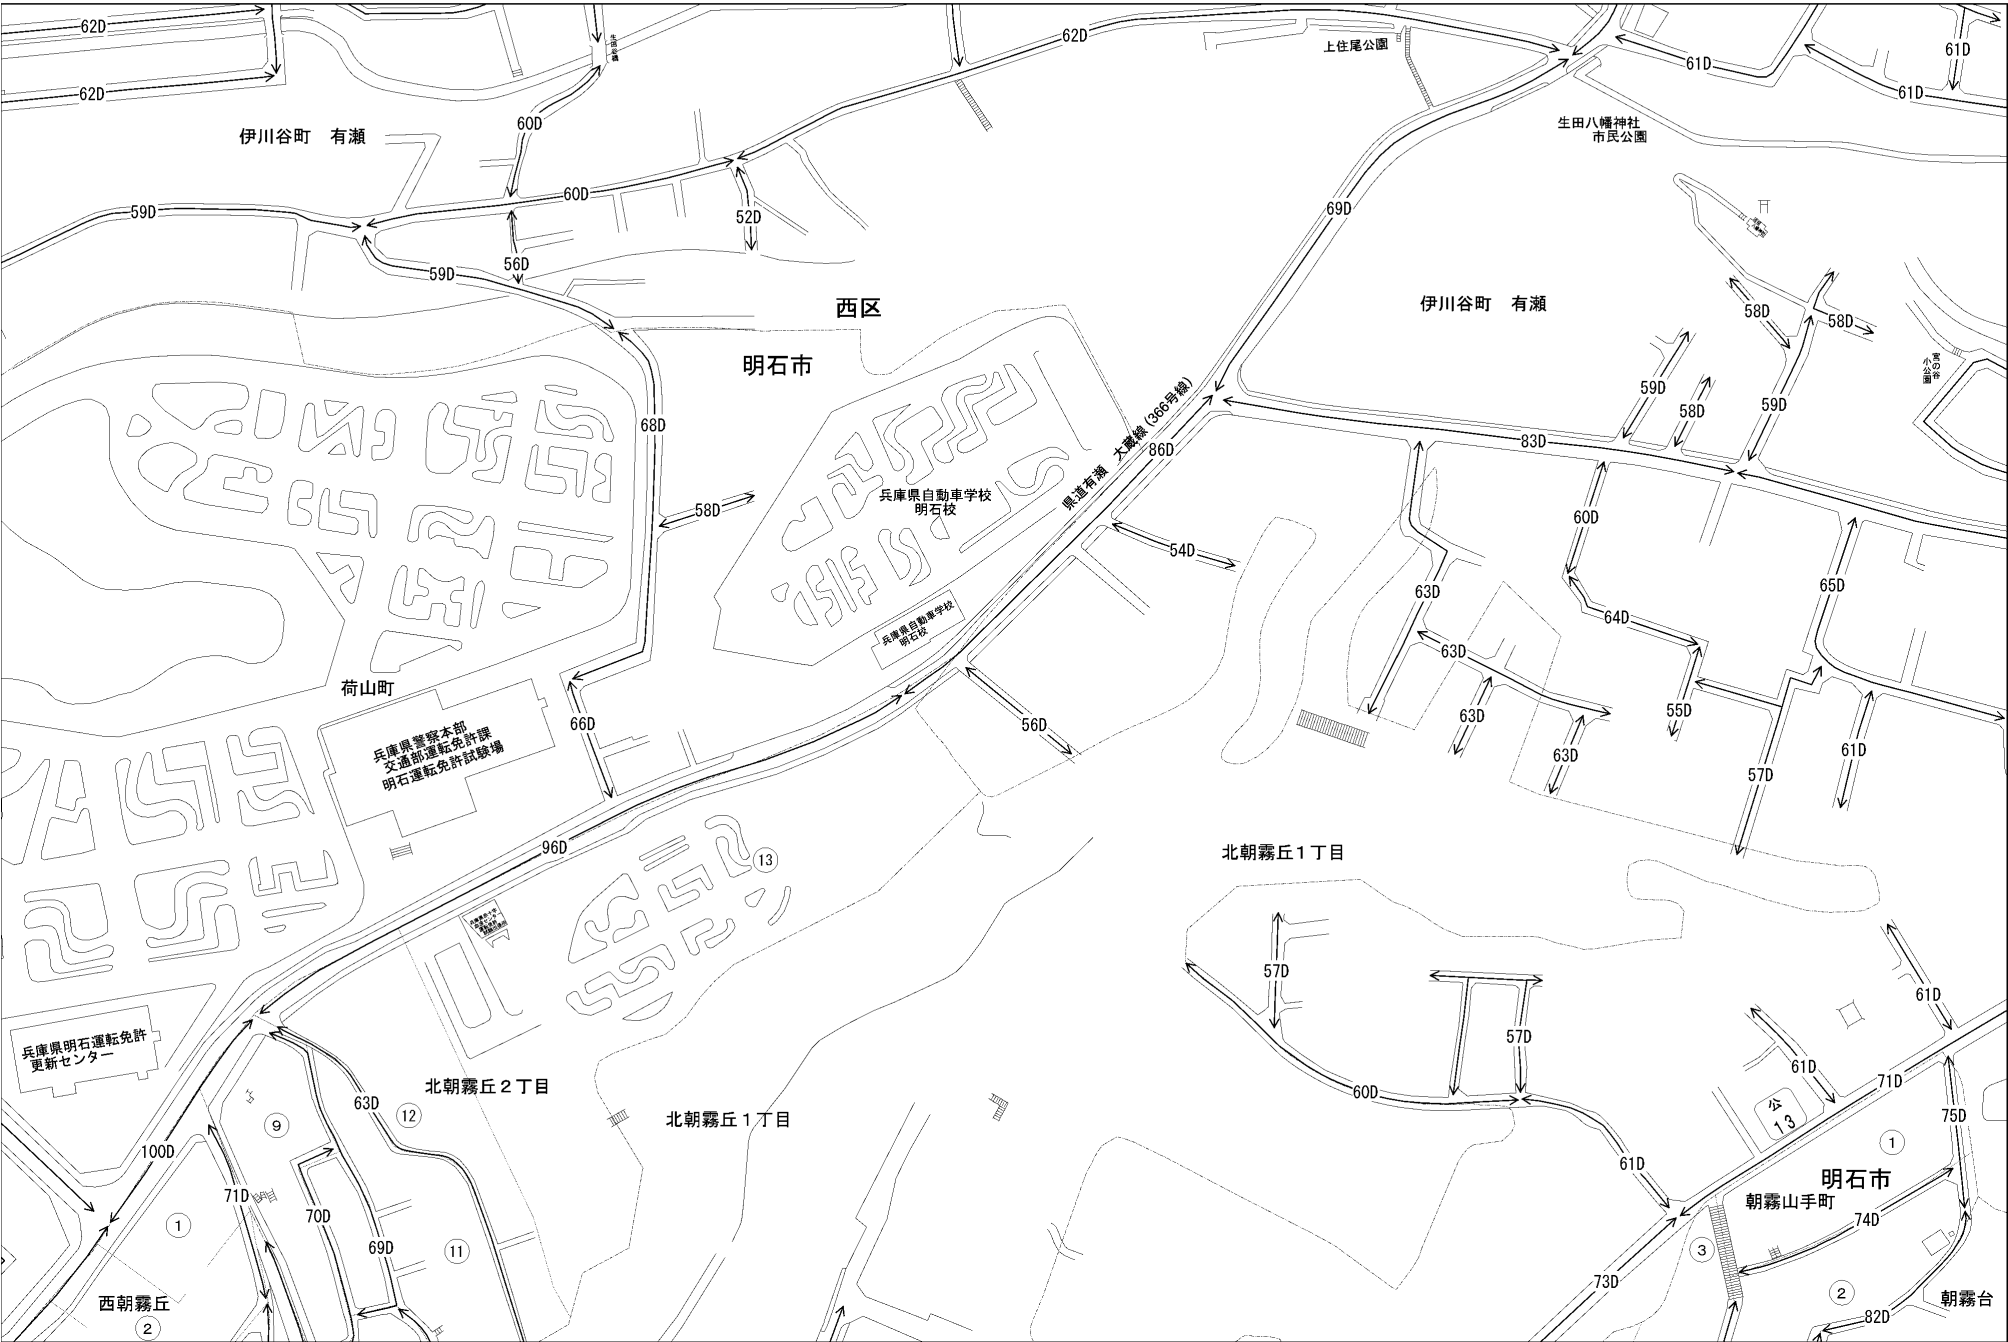 62D
62D
62D
61D
61D
61D
上住尾公園
生田八幡神社
市民公園
伊川谷町　有瀬
60D
60D
59D
52D
69D
56D
59D
西区
明石市
伊川谷町　有瀬
58D
58D
宮の谷
小公園
59D
58D
59D
68D
県道有瀬　大蔵線(366号線)
86D
83D
兵庫県自動車学校
明石校
58D
60D
54D
63D
65D
64D
兵庫県自動車学校
明石校
63D
荷山町
66D
56D
63D
55D
63D
61D
57D
兵庫県警察本部
交通部運転免許課
明石運転免許試験場
96D
13
北朝霧丘1丁目
57D
61D
57D
兵庫県明石運転免許
更新センター
61D
71D
60D
北朝霧丘2丁目
63D
12
9
北朝霧丘1丁目
公
13
75D
1
100D
61D
明石市
71D
70D
朝霧山手町
74D
1
69D
11
3
73D
2
西朝霧丘
2
朝霧台
82D